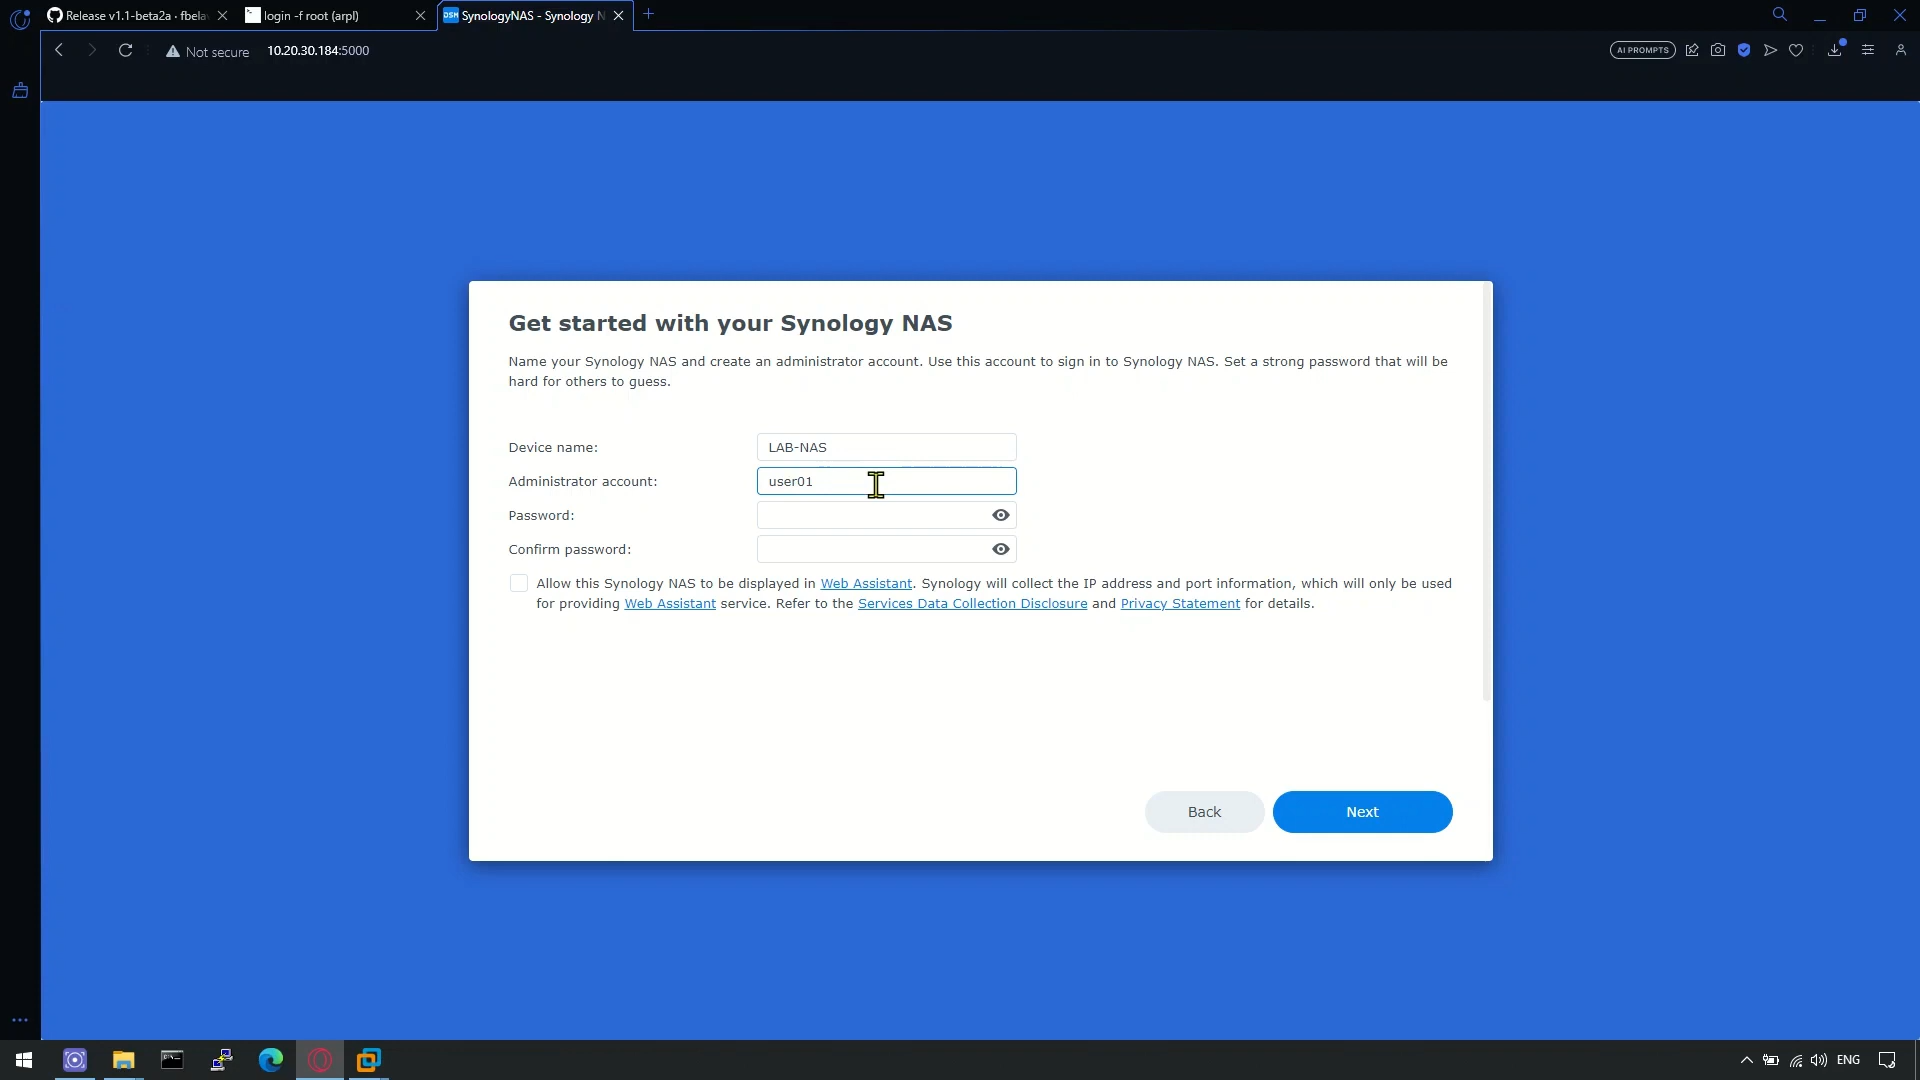 Release v1.1-beta2a · fbela
login -f root (arpl)
DSM SynologyNAS - Synology N
Not secure 10.20.30.184:5000
AI PROMPTS
Get started with your Synology NAS
Name your Synology NAS and create an administrator account. Use this account to sign in to Synology NAS. Set a strong password that will be
hard for others to guess.
Device name: LAB-NAS
Administrator account: user01
Password:
Confirm password:
Allow this Synology NAS to be displayed in Web Assistant. Synology will collect the IP address and port information, which will only be used
for providing Web Assistant service. Refer to the Services Data Collection Disclosure and Privacy Statement for details.
Back Next
ENG